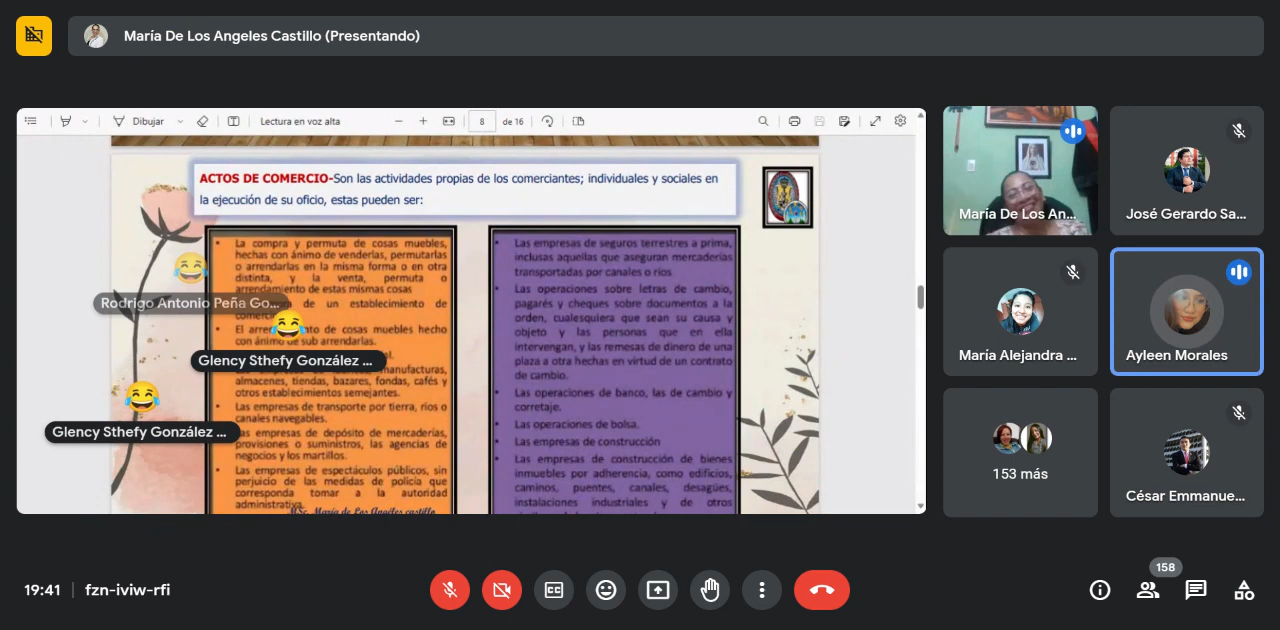 María De Los Angeles Castillo (Presentando)
Dibujar
Lectura en voz alta
8
de 16
ACTOS DE COMERCIO-Son las actividades propias de los comerciantes; individuales y sociales en
la ejecución de su oficio, estas pueden ser:
• La compra y permuta de cosas muebles,
hechas con ánimo de venderlas, permutarlas
o arrendarlas en la misma forma o en otra
distinta, y la venta, permuta o
arrendamiento de estas mismas cosas
de un establecimiento de
El arren to de cosas muebles hecho
con ánimo de sub arrendarlas.
manufacturas,
almacenes, tiendas, bazares, fondas, cafés y
otros establecimientos semejantes.
• Las empresas de transporte por tierra, ríos o
canales navegables.
as empresas de depósito de mercaderías,
provisiones o suministros, las agencias de
negocios y los martillos.
• Las empresas de espectáculos públicos, sin
perjuicio de las medidas de policía que
corresponda tomar a la autoridad
administrativa.
MSc. María de Los Angeles castillo
• Las empresas de seguros terrestres a prima,
inclusas aquellas que aseguran mercaderías
transportadas por canales o ríos
• Las operaciones sobre letras de cambio,
pagarés y cheques sobre documentos a la
orden, cualesquiera que sean su causa y
objeto y las personas que en ella
intervengan, y las remesas de dinero de una
plaza a otra hechas en virtud de un contrato
de cambio.
• Las operaciones de banco, las de cambio y
corretaje.
• Las operaciones de bolsa.
• Las empresas de construcción
• Las empresas de construcción de bienes
inmuebles por adherencia, como edificios,
caminos, puentes, canales, desagües,
instalaciones industriales y de otros
Rodrigo Antonio Peña Go...
Glency Sthefy González ...
Glency Sthefy González ...
María De Los An...
José Gerardo Sa...
María Alejandra ...
Ayleen Morales
153 más
César Emmanue...
19:41
fzn-iviw-rfi
158